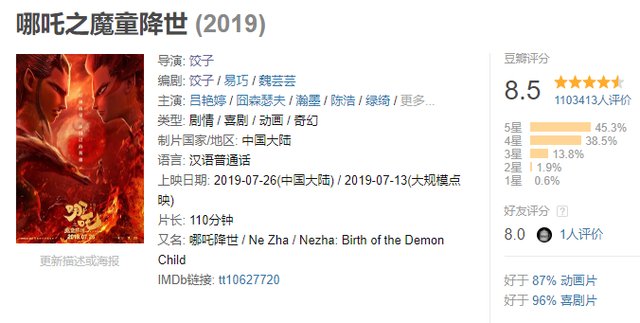 哪吒之魔童降世 (2019)
导演: 饺子
编剧: 饺子 / 易巧 / 魏芸芸
主演: 吕艳婷 / 囧森瑟夫 / 瀚墨 / 陈浩 / 绿绮 / 更多...
类型: 剧情 / 喜剧 / 动画 / 奇幻
制片国家/地区: 中国大陆
语言: 汉语普通话
上映日期: 2019-07-26(中国大陆) / 2019-07-13(大规模点
映)
片长: 110分钟
又名: 哪吒降世 / Ne Zha / Nezha: Birth of the Demon
Child
IMDb链接: tt10627720
哪吒
2019.07.26
更新描述或海报
豆瓣评分
8.5
1103413人评价
5星 45.3%
4星 38.5%
3星 13.8%
2星 1.9%
1星 0.6%
好友评分 ?
8.0 1人评价
好于 87% 动画片
好于 96% 喜剧片